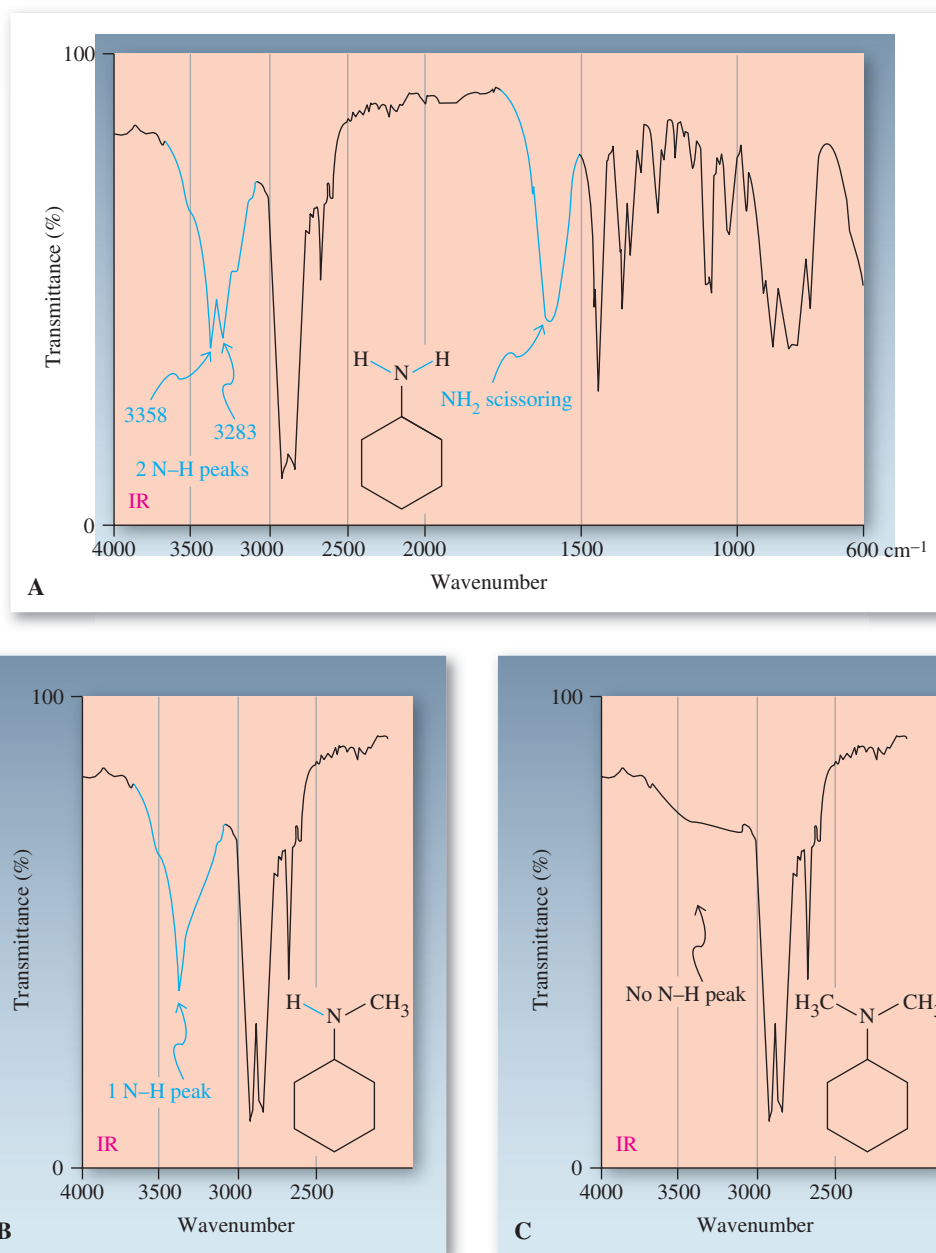 100
Transmittance (%)
H H
N
3358
3283
NH₂ scissoring
2 N–H peaks
IR
0
4000 3500 3000 2500 2000 1500 1000 600 cm⁻¹
Wavenumber
A
100
Transmittance (%)
H CH₃
N
1 N–H peak
IR
0
4000 3500 3000 2500
Wavenumber
B
100
Transmittance (%)
No N–H peak
H₃C CH₃
N
IR
0
4000 3500 3000 2500
Wavenumber
C